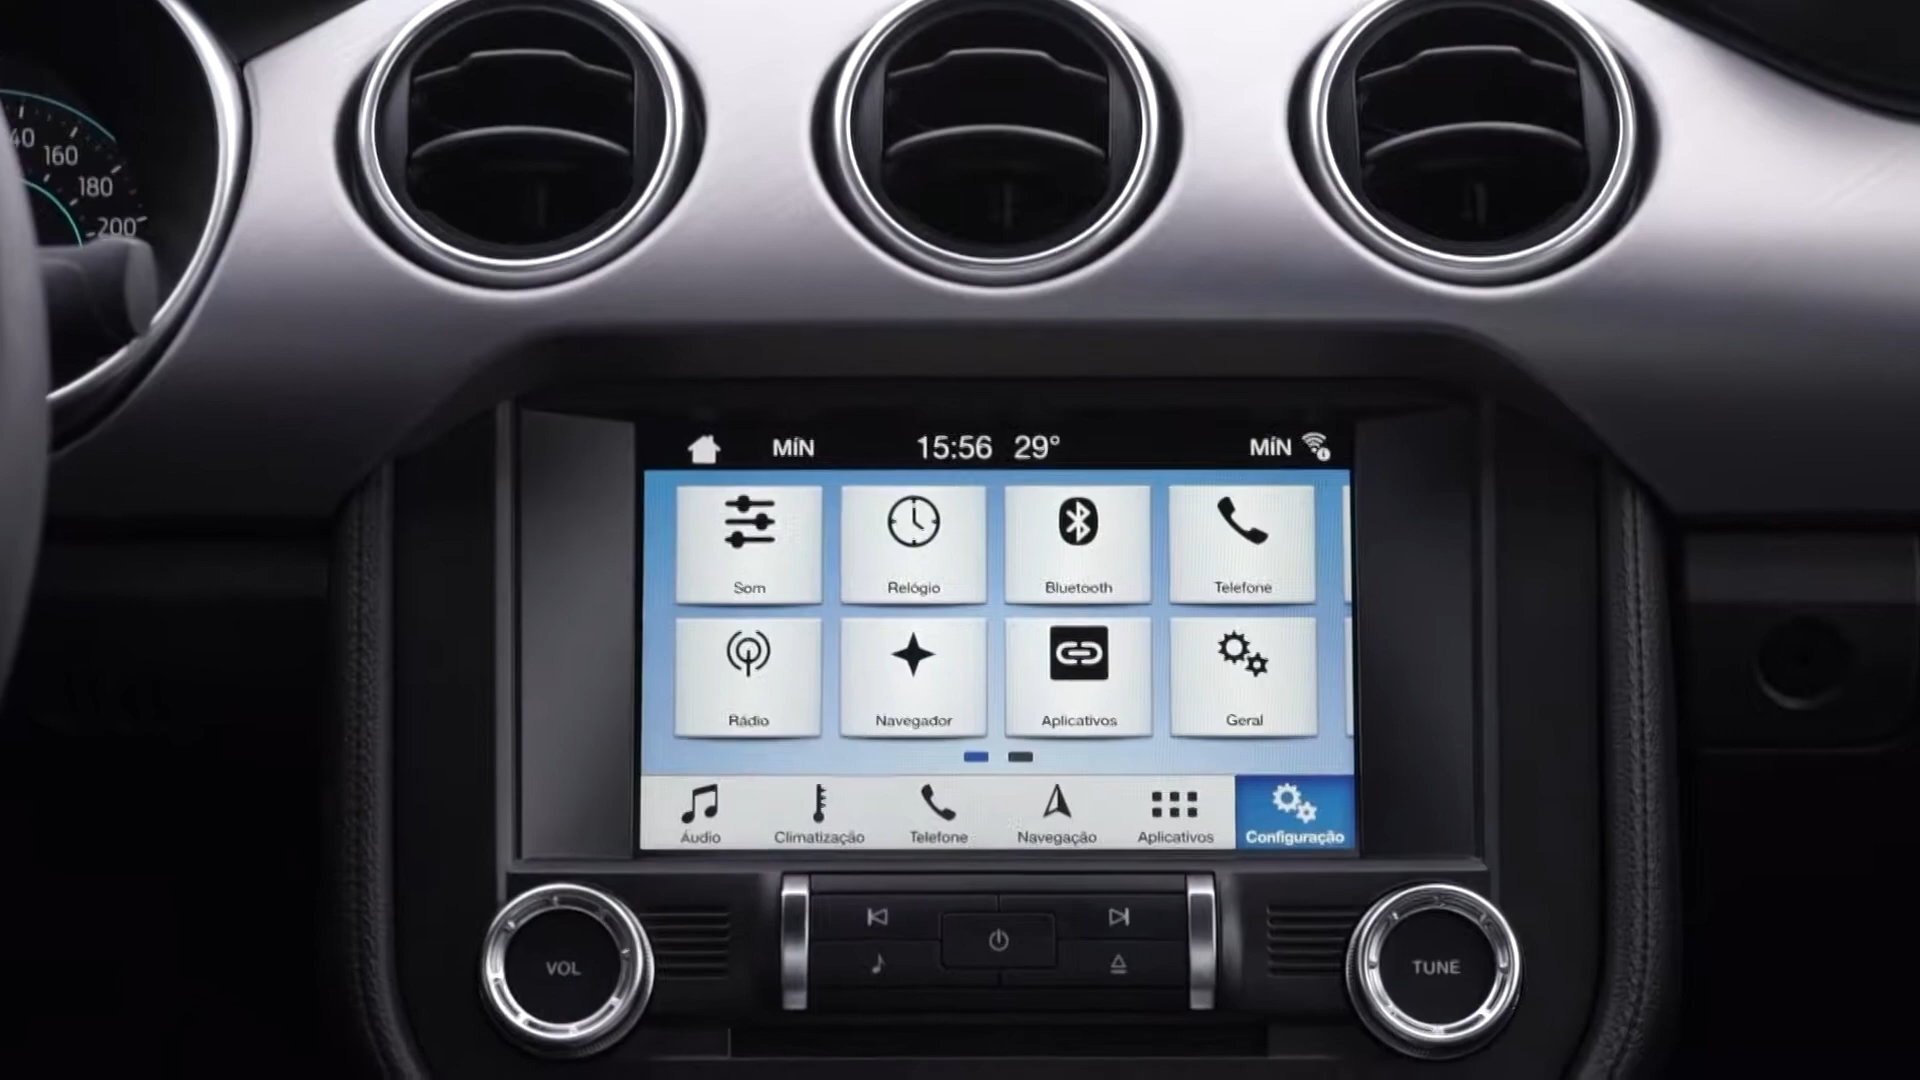 160
180
200
MÍN 15:56 29° MÍN
Som Relógio Bluetooth Telefone
Rádio Navegador Aplicativos Geral
Áudio Climatização Telefone Navegação Aplicativos Configuração
VOL
TUNE